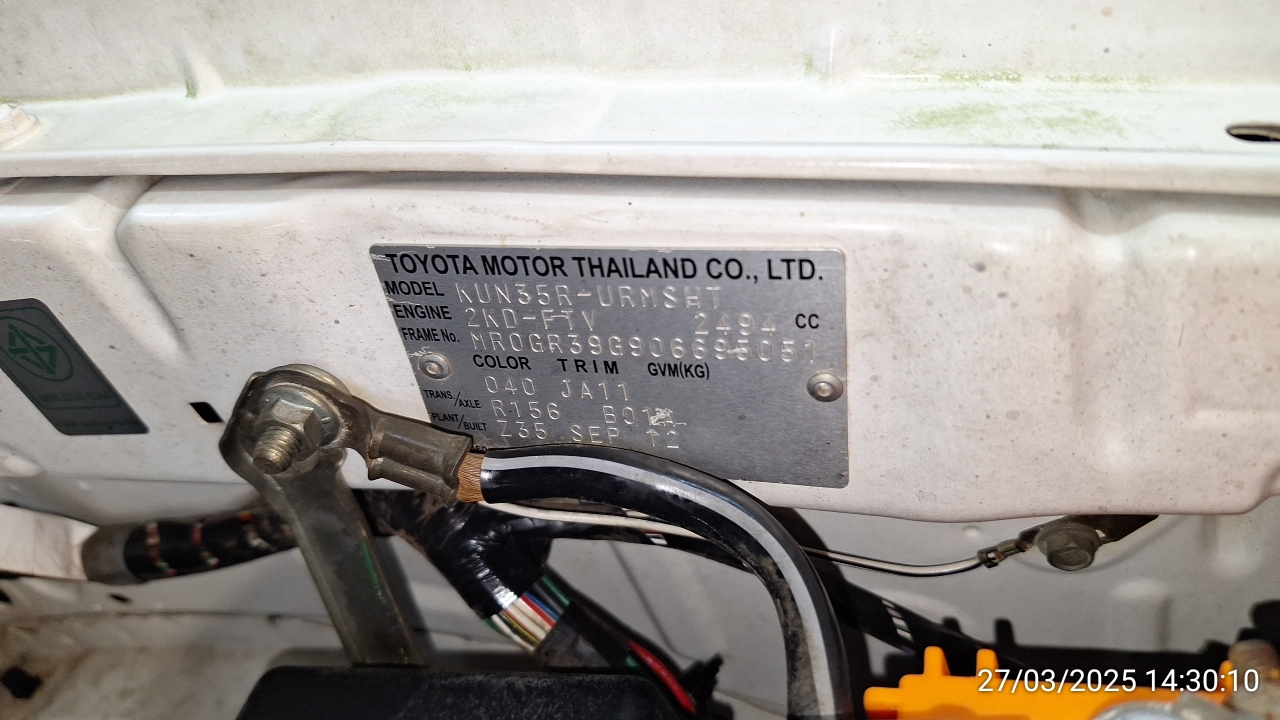 TOYOTA MOTOR THAILAND CO., LTD.
MODEL KUN35R-URMSHT
ENGINE 2KD-FTV 2494 CC
FRAME No. MR0GR39G906695051
COLOR TRIM GVM(KG)
040 JA11
TRANS./AXLE R156
PLANT/BUILT Z35 SEP 12
27/03/2025 14:30:10